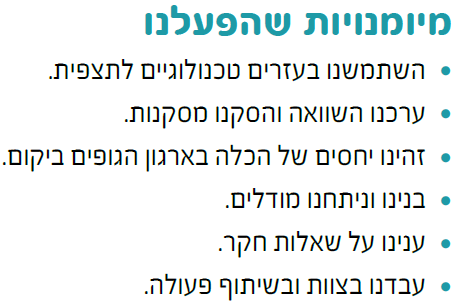 מיומנויות שהפעלנו
• השתמשנו בעזרים טכנולוגיים לתצפית.
• ערכנו השוואה והסקנו מסקנות.
• זהינו יחסים של הכלה בארגון הגופים ביקום.
• בנינו וניתחנו מודלים.
• ענינו על שאלות חקר.
• עבדנו בצוות ובשיתוף פעולה.